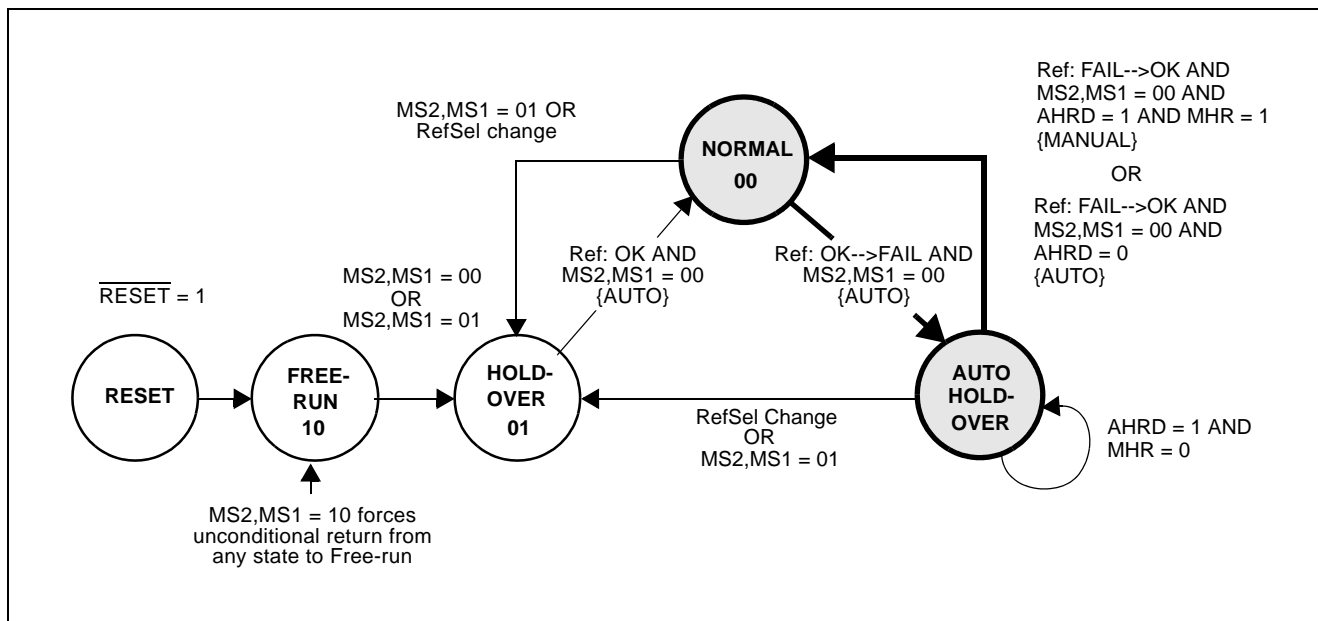 MS2,MS1 = 01 OR
RefSel change
NORMAL
00
Ref: FAIL-->OK AND
MS2,MS1 = 00 AND
AHRD = 1 AND MHR = 1
{MANUAL}
OR
Ref: FAIL-->OK AND
MS2,MS1 = 00 AND
AHRD = 0
{AUTO}
Ref: OK AND
MS2,MS1 = 00
{AUTO}
Ref: OK-->FAIL AND
MS2,MS1 = 00
{AUTO}
RESET = 1
MS2,MS1 = 00
OR
MS2,MS1 = 01
RESET
FREE-
RUN
10
HOLD-
OVER
01
AUTO
HOLD-
OVER
RefSel Change
OR
MS2,MS1 = 01
AHRD = 1 AND
MHR = 0
MS2,MS1 = 10 forces
unconditional return from
any state to Free-run